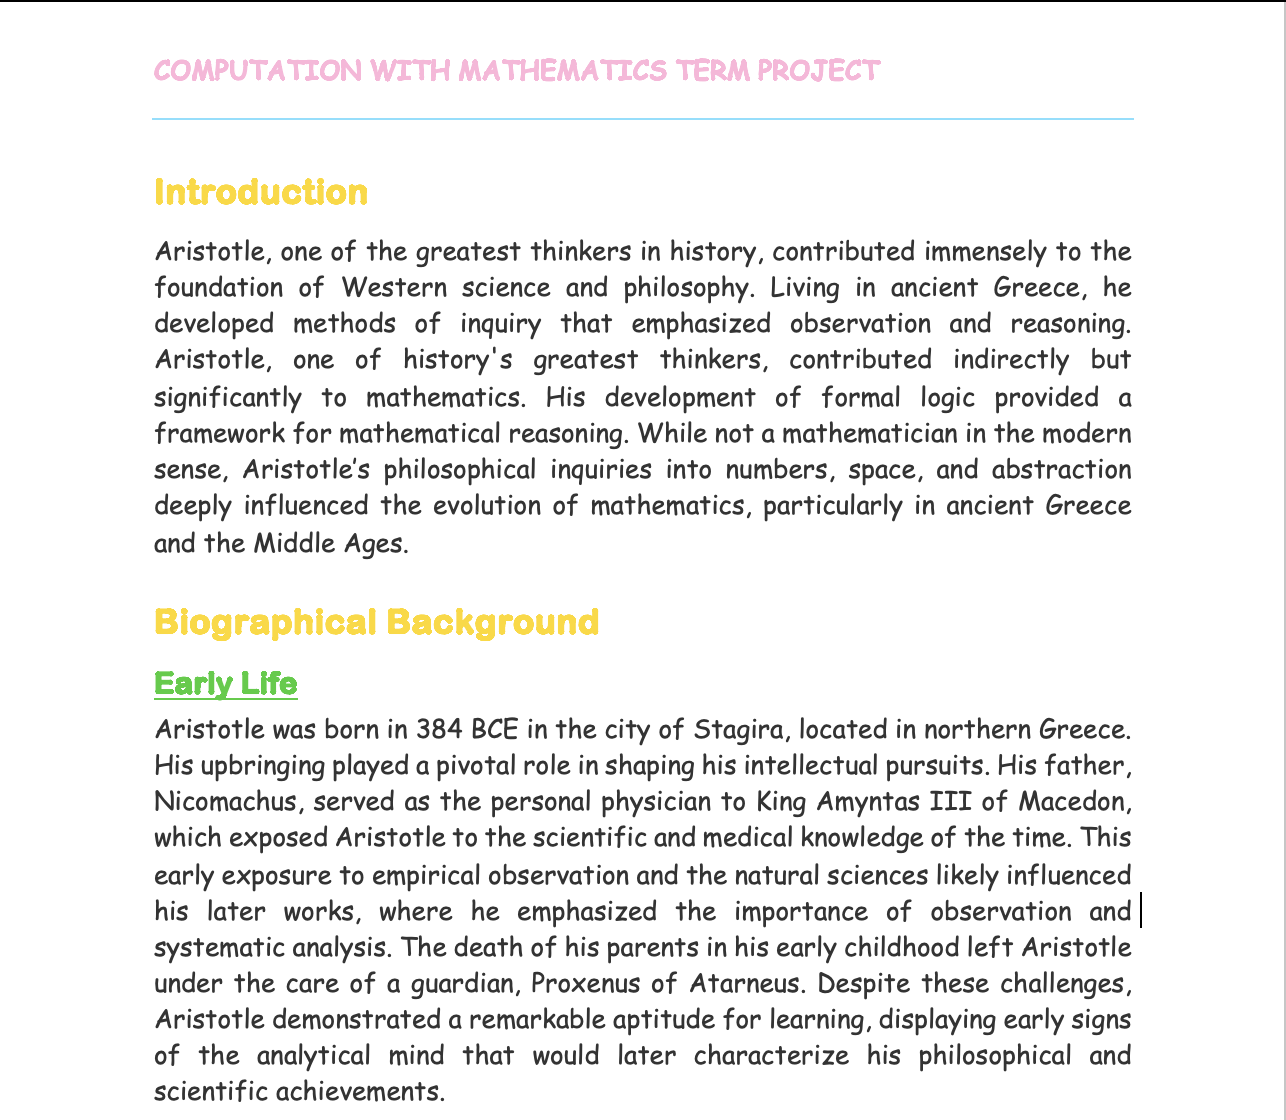 COMPUTATION WITH MATHEMATICS TERM PROJECT
Introduction
Aristotle, one of the greatest thinkers in history, contributed immensely to the
foundation of Western science and philosophy. Living in ancient Greece, he
developed methods of inquiry that emphasized observation and reasoning.
Aristotle, one of history's greatest thinkers, contributed indirectly but
significantly to mathematics. His development of formal logic provided a
framework for mathematical reasoning. While not a mathematician in the modern
sense, Aristotle’s philosophical inquiries into numbers, space, and abstraction
deeply influenced the evolution of mathematics, particularly in ancient Greece
and the Middle Ages.
Biographical Background
Early Life
Aristotle was born in 384 BCE in the city of Stagira, located in northern Greece.
His upbringing played a pivotal role in shaping his intellectual pursuits. His father,
Nicomachus, served as the personal physician to King Amyntas III of Macedon,
which exposed Aristotle to the scientific and medical knowledge of the time. This
early exposure to empirical observation and the natural sciences likely influenced
his later works, where he emphasized the importance of observation and
systematic analysis. The death of his parents in his early childhood left Aristotle
under the care of a guardian, Proxenus of Atarneus. Despite these challenges,
Aristotle demonstrated a remarkable aptitude for learning, displaying early signs
of the analytical mind that would later characterize his philosophical and
scientific achievements.